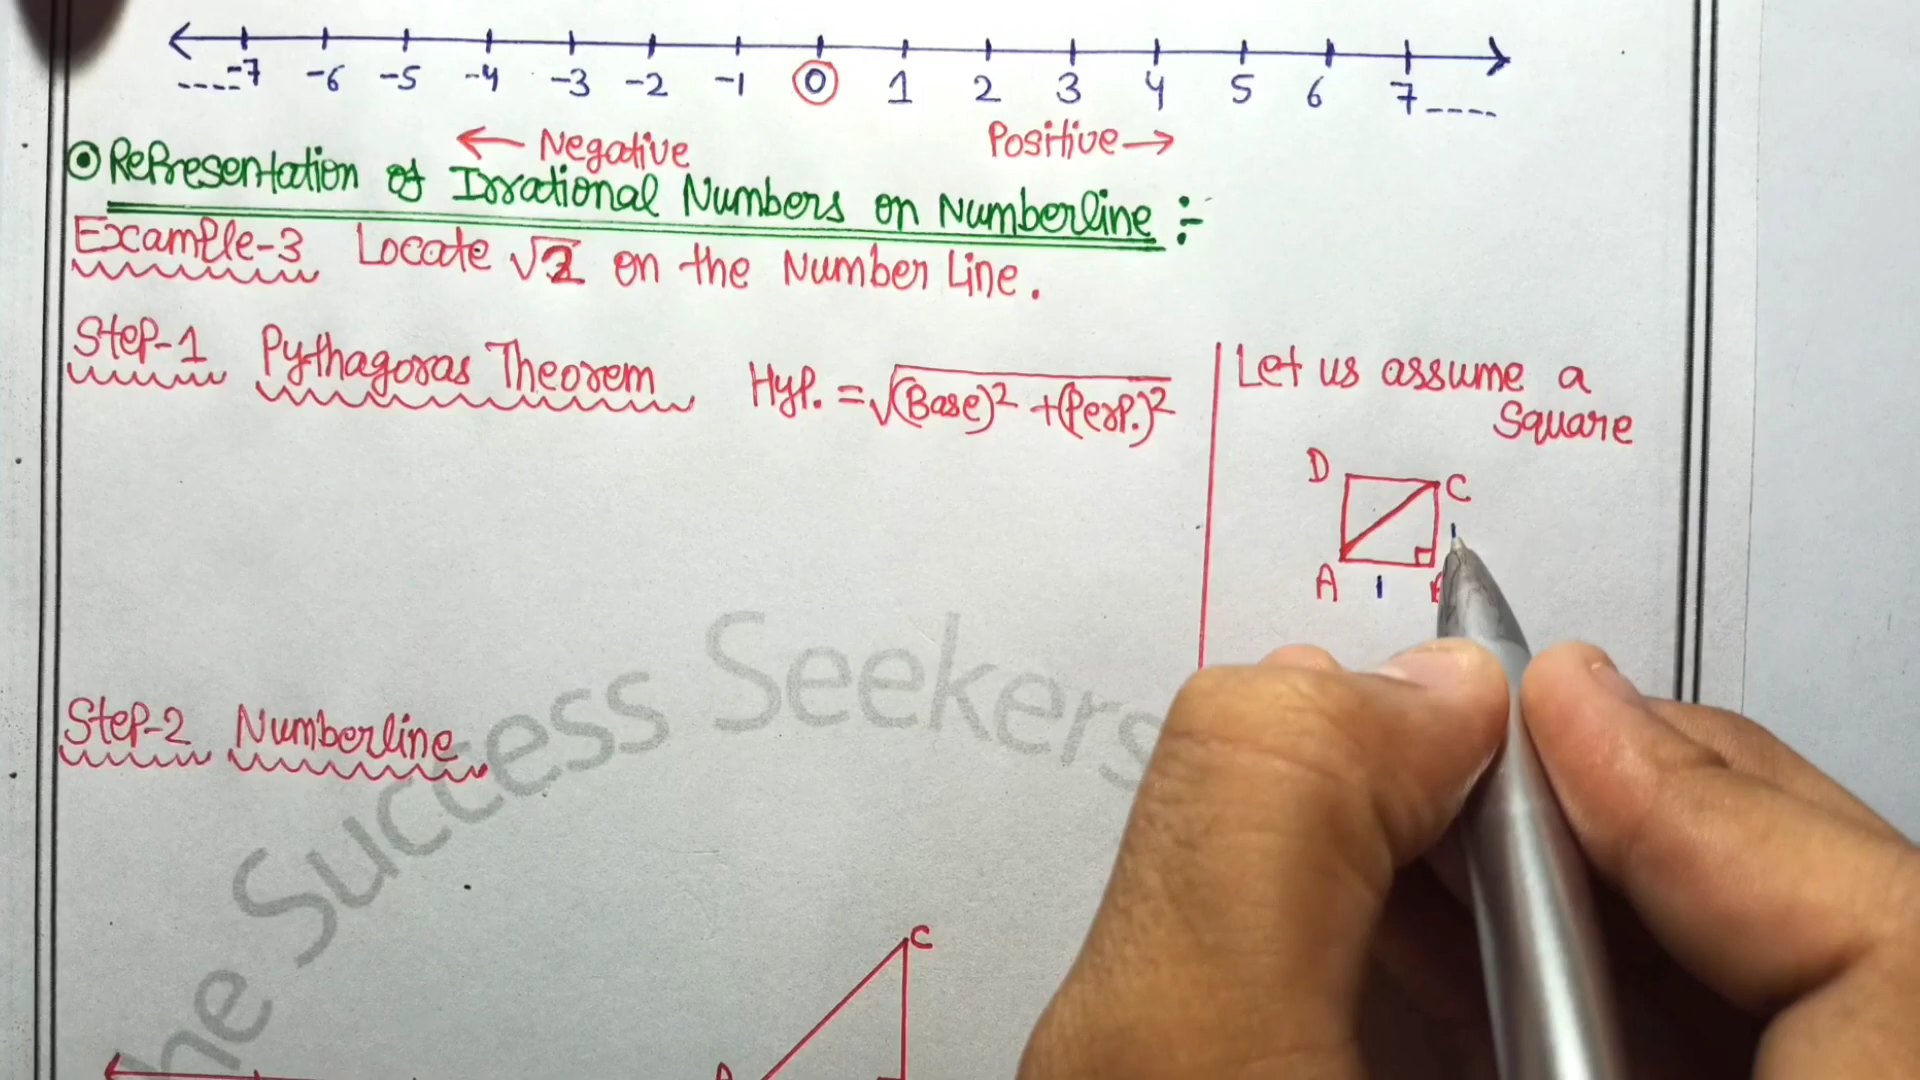 ----‑7 -6 -5 -4 -3 -2 -1 0 1 2 3 4 5 6 7----
← Negative Positive →
Representation of Irrational Numbers on Numberline :-
Example-3 Locate √2 on the Number Line.
Step-1 Pythagoras Theorem Hyp. = √(Base)² + (Perp.)²
Let us assume a
Square
D C
1
A 1
Step-2 Numberline
C
The Success Seekers